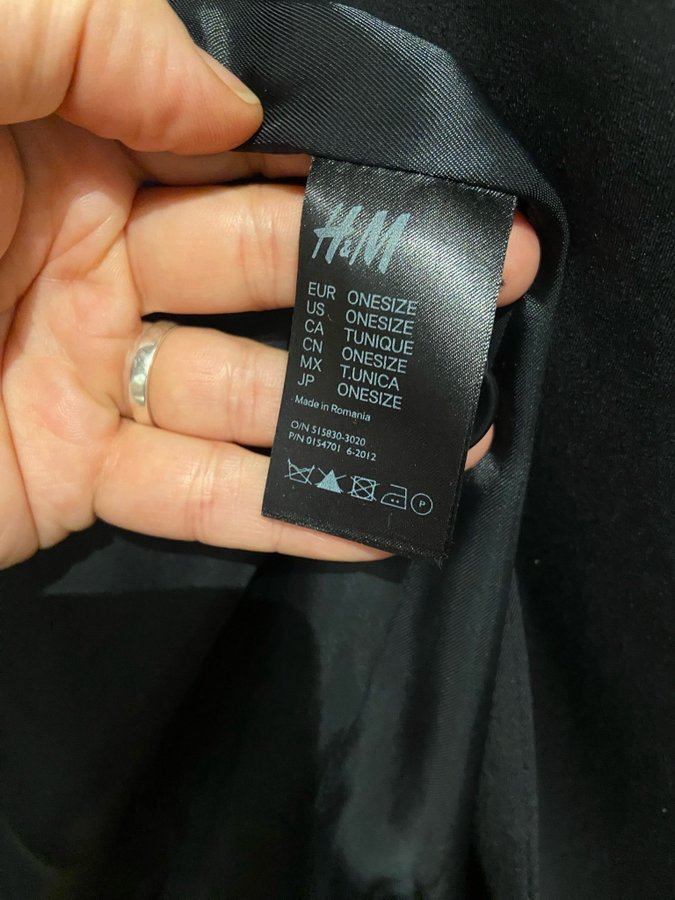 H&M
EUR ONESIZE
US ONESIZE
CA TUNIQUE
CN ONESIZE
MX T.UNICA
JP ONESIZE
Made in Romania
O/N 515830-3020
P/N 0154701 6-2012
P